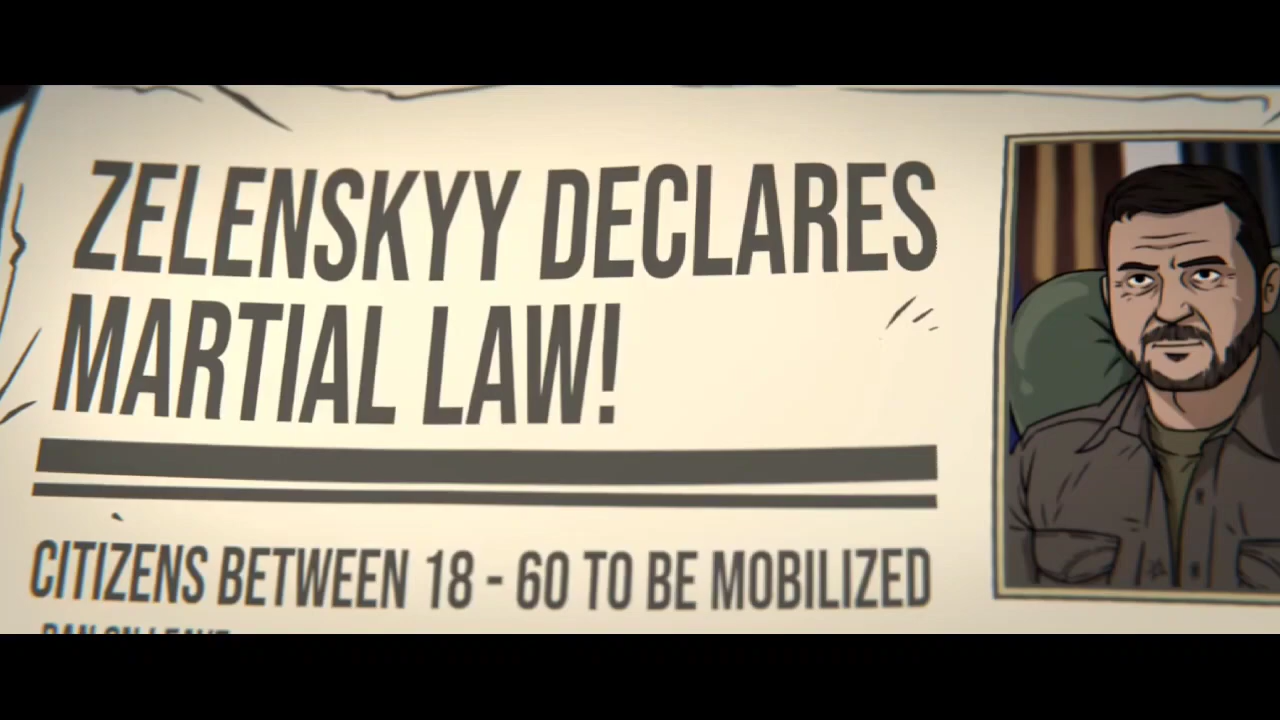 ZELENSKYY DECLARES
MARTIAL LAW!
CITIZENS BETWEEN 18 - 60 TO BE MOBILIZED